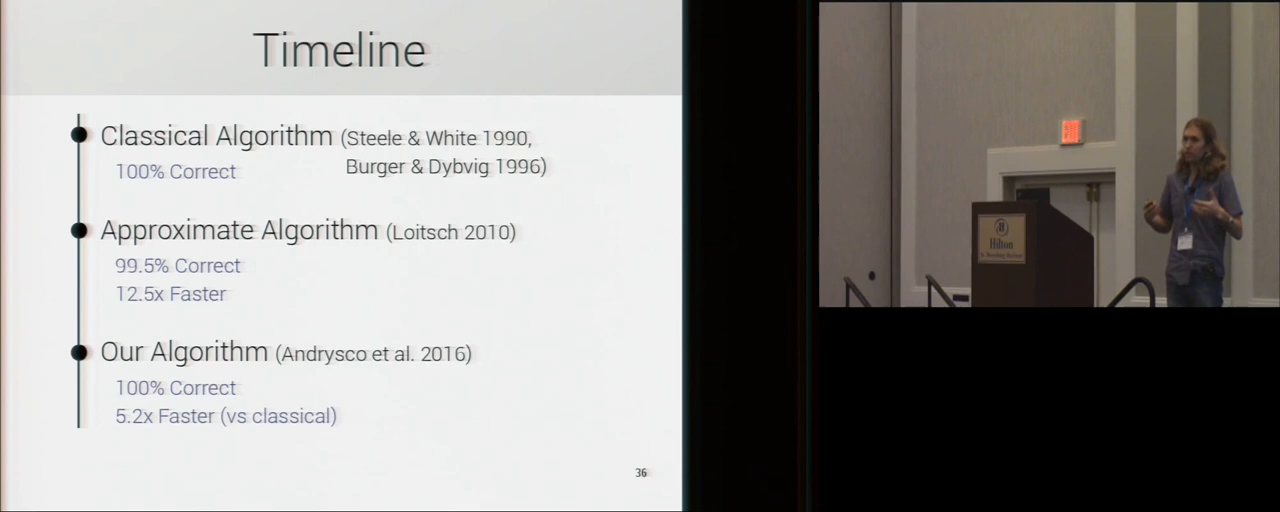 Timeline
Classical Algorithm (Steele & White 1990,
Burger & Dybvig 1996)
100% Correct
Approximate Algorithm (Loitsch 2010)
99.5% Correct
12.5x Faster
Our Algorithm (Andrysco et al. 2016)
100% Correct
5.2x Faster (vs classical)
36
Hilton